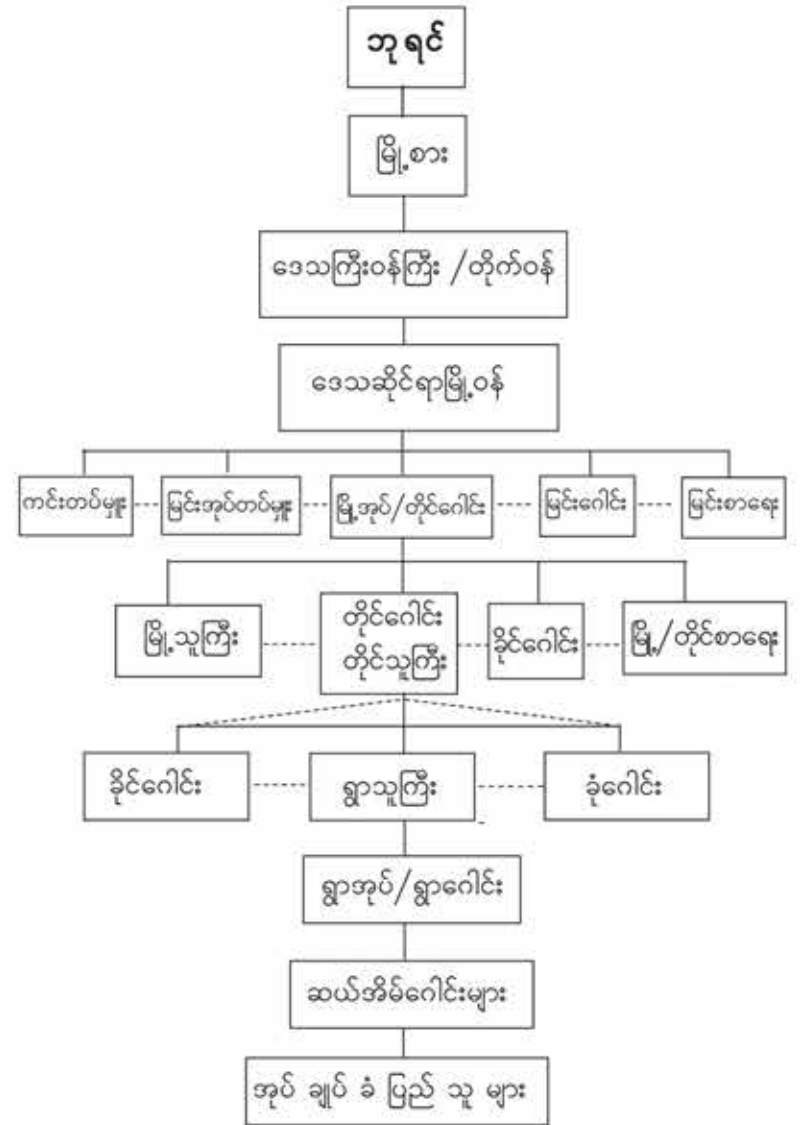 ဘုရင်
မြို့စား
ဒေသကြီးဝန်ကြီး /တိုက်ဝန်
ဒေသဆိုင်ရာမြို့ဝန်
ကင်းတပ်မှူး မြင်းအုပ်တပ်မှူး မြို့အုပ်/တိုင်ဂေါင်း မြင်းဂေါင်း မြင်းစာရေး
မြို့သူကြီး တိုင်ဂေါင်း ခိုင်ဂေါင်း မြို့/တိုင်စာရေး
တိုင်သူကြီး
ခိုင်ဂေါင်း ရွာသူကြီး ခုံဂေါင်း
ရွာအုပ်/ရွာဂေါင်း
ဆယ်အိမ်ဂေါင်းများ
အုပ် ချုပ် ခံ ပြည် သူ များ